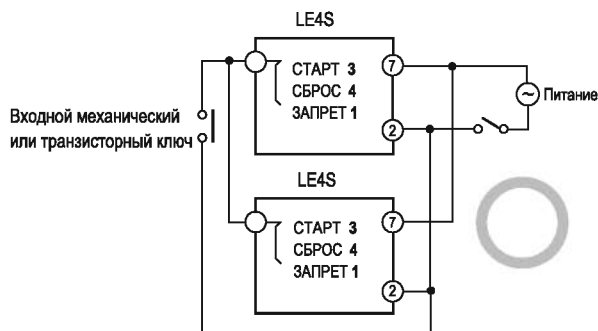 LE4S
СТАРТ 3
СБРОС 4
ЗАПРЕТ 1
7
2
Питание
Входной механический
или транзисторный ключ
LE4S
СТАРТ 3
СБРОС 4
ЗАПРЕТ 1
7
2